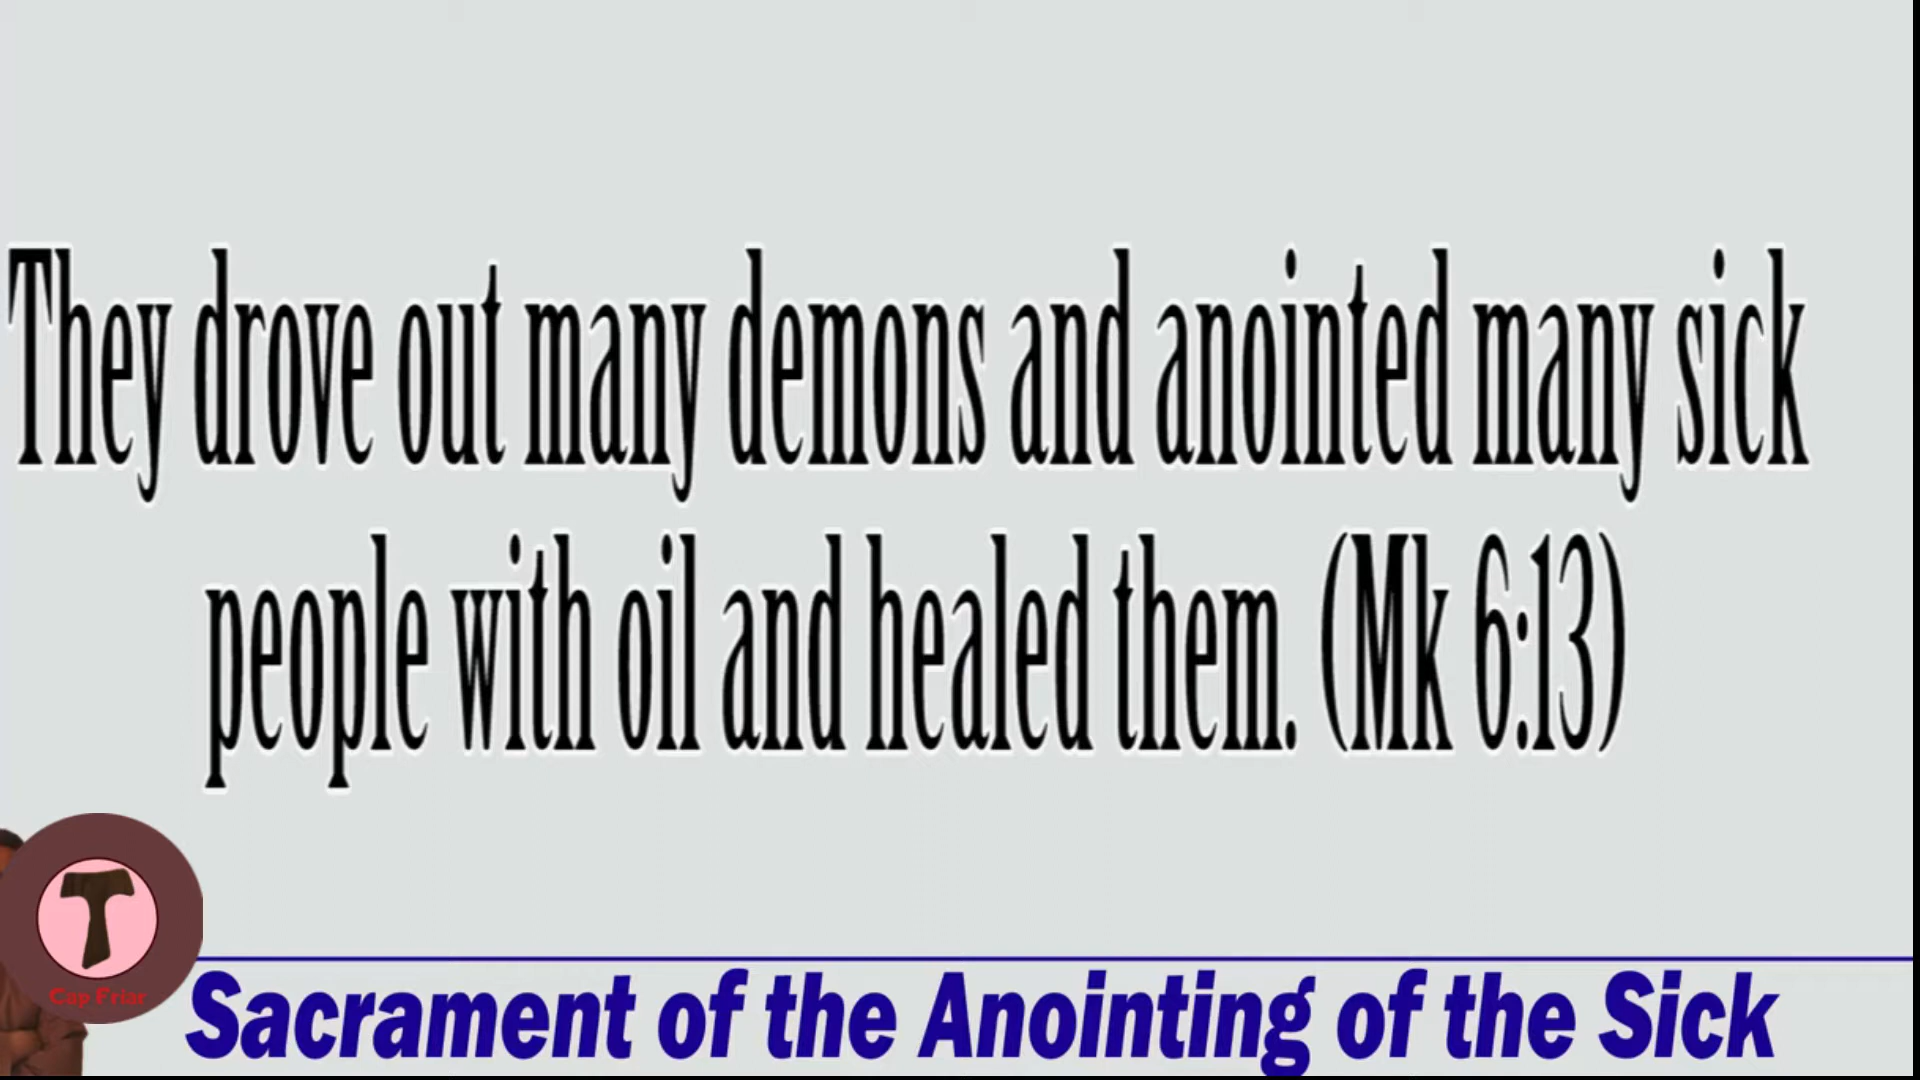 They drove out many demons and anointed many sick
people with oil and healed them. (Mk 6:13)
Cap Friar
Sacrament of the Anointing of the Sick